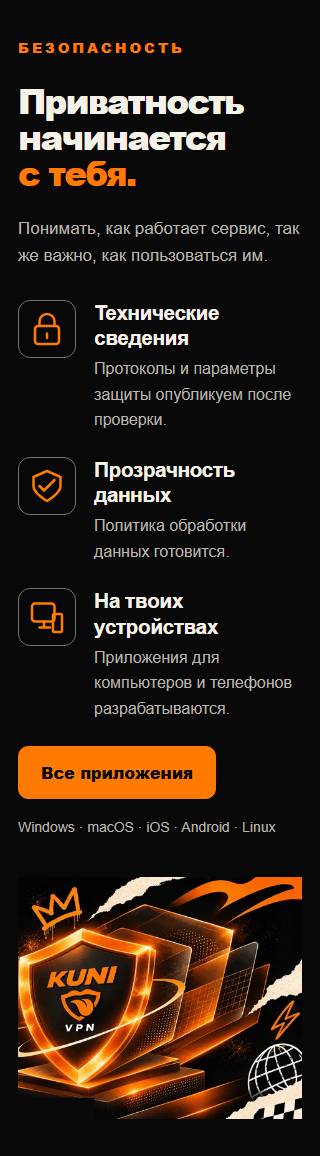 БЕЗОПАСНОСТЬ
Приватность
начинается
с тебя.
Понимать, как работает сервис, так
же важно, как пользоваться им.
Технические
сведения
Протоколы и параметры
защиты опубликуем после
проверки.
Прозрачность
данных
Политика обработки
данных готовится.
На твоих
устройствах
Приложения для
компьютеров и телефонов
разрабатываются.
Все приложения
Windows · macOS · iOS · Android · Linux
KUNI
VPN